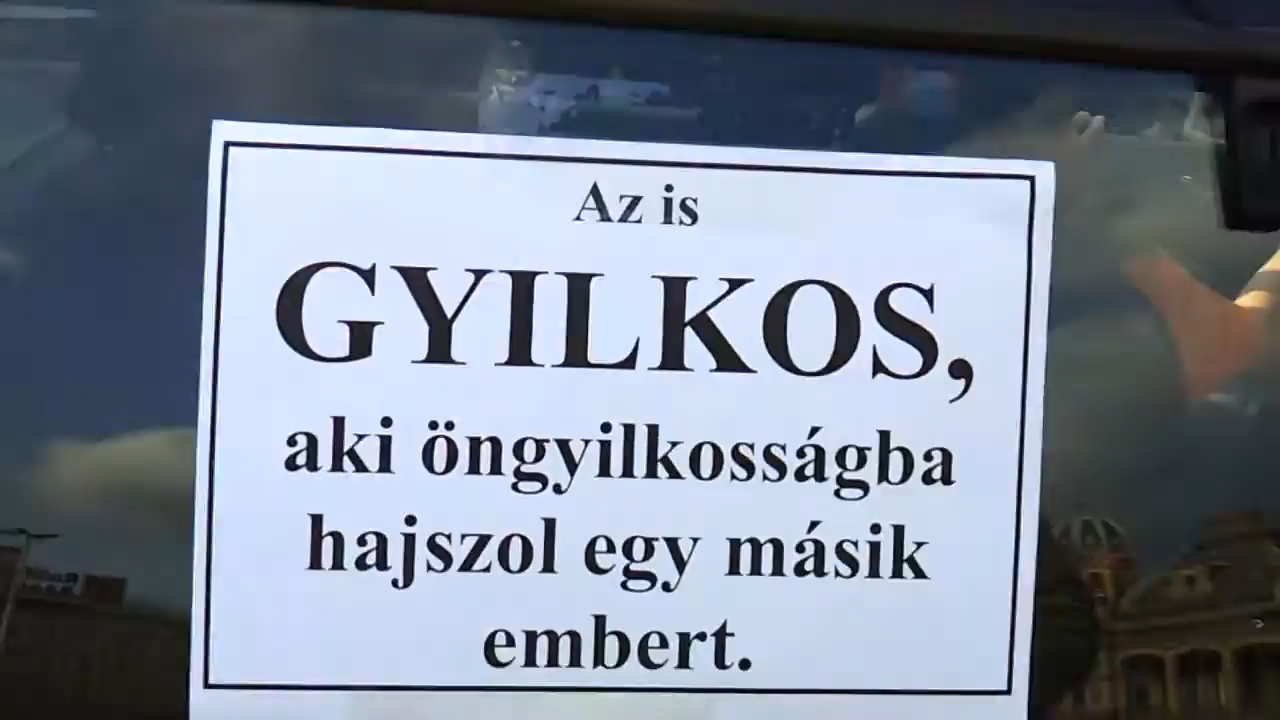 Az is
GYILKOS,
aki öngyilkosságba
hajszol egy másik
embert.